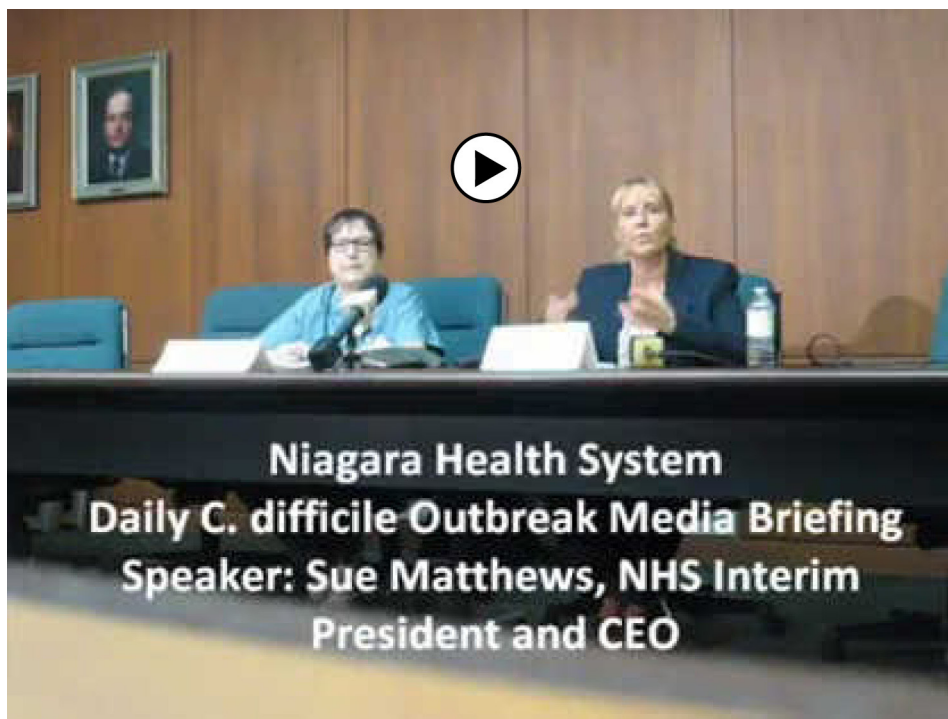 Niagara Health System
Daily C. difficile Outbreak Media Briefing
Speaker: Sue Matthews, NHS Interim
President and CEO